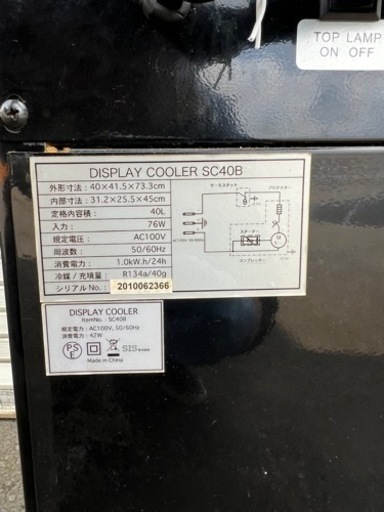 TOP LAMP
ON OFF
DISPLAY COOLER SC40B
外形寸法：40×41.5×73.3cm
内部寸法：31.2×25.5×45cm
定格内容積：40L
入力：76W
規定電圧：AC100V
周波数：50/60Hz
消費電力：1.0kW.h/24h
冷媒/充填量：R134a/40g
シリアルNo.：2010062366
サーモスタット
プロテクター
スターター
コンプレッサー
DISPLAY COOLER
ItemNo.：SC40B
規定電力：AC100V, 50/60Hz
消費電力：42W
PSE
SIS
Made in China